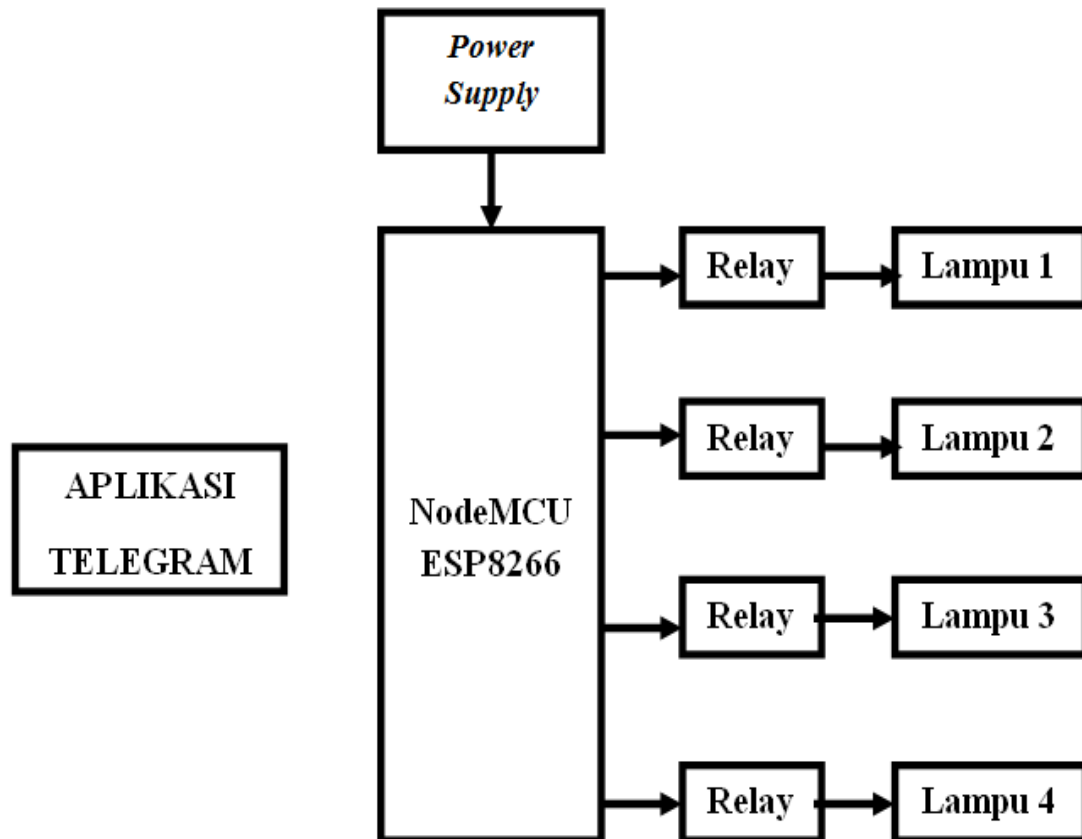 Power
Supply
Relay
Lampu 1
Relay
Lampu 2
APLIKASI
TELEGRAM
NodeMCU
ESP8266
Relay
Lampu 3
Relay
Lampu 4